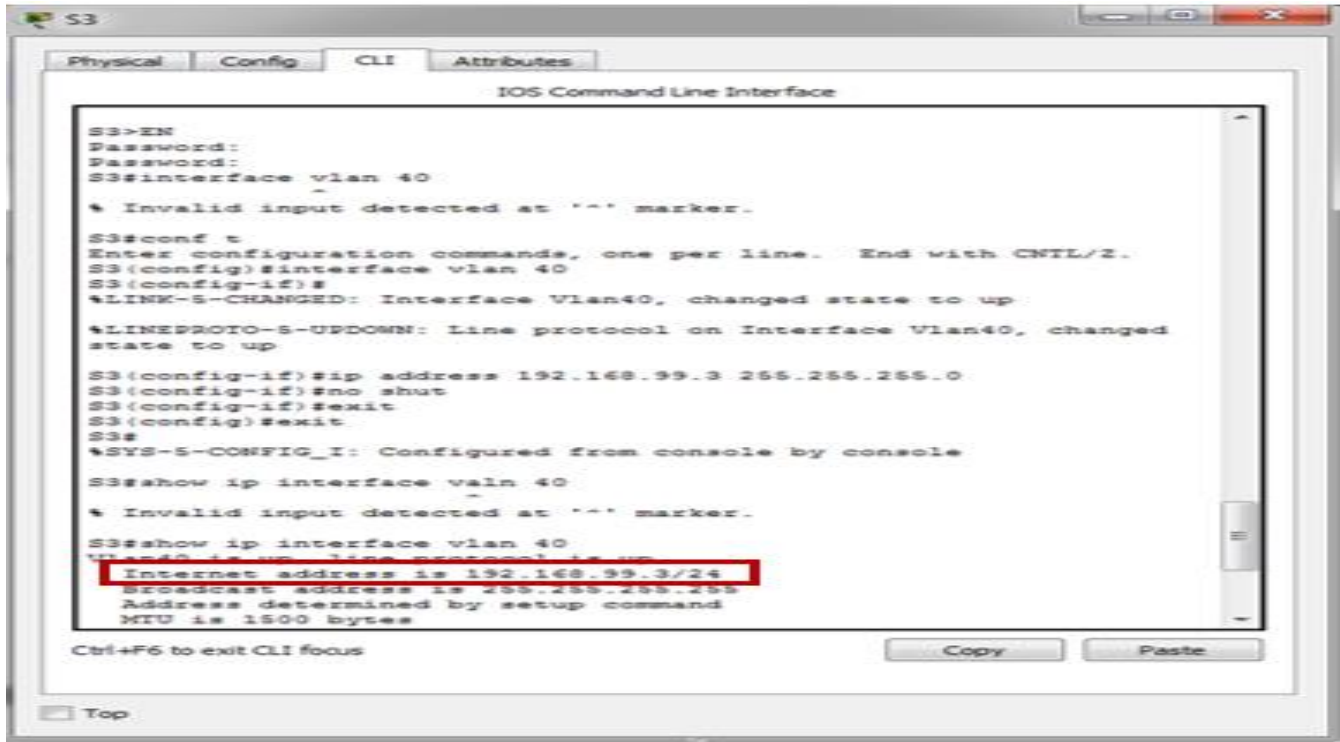 S3
Physical Config CLI Attributes
IOS Command Line Interface
S3>EN
Password:
Password:
S3#interface vlan 40
^
% Invalid input detected at '^' marker.
S3#conf t
Enter configuration commands, one per line. End with CNTL/Z.
S3(config)#interface vlan 40
S3(config-if)#
%LINK-5-CHANGED: Interface Vlan40, changed state to up
%LINEPROTO-5-UPDOWN: Line protocol on Interface Vlan40, changed
state to up
S3(config-if)#ip address 192.168.99.3 255.255.255.0
S3(config-if)#no shut
S3(config-if)#exit
S3(config)#exit
S3#
%SYS-5-CONFIG_I: Configured from console by console
S3#show ip interface valn 40
^
% Invalid input detected at '^' marker.
S3#show ip interface vlan 40
Vlan40 is up, line protocol is up
Internet address is 192.168.99.3/24
Broadcast address is 255.255.255.255
Address determined by setup command
MTU is 1500 bytes
Ctrl+F6 to exit CLI focus
Copy Paste
Top